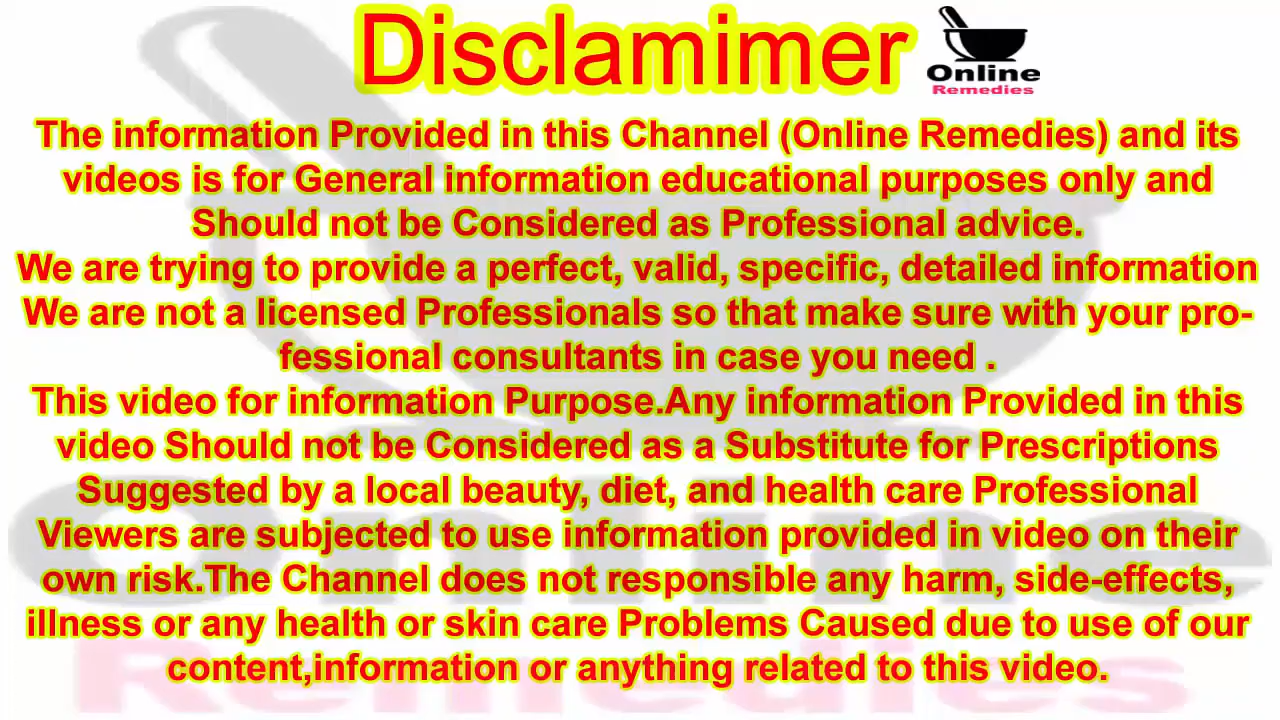 Disclamimer
Online
Remedies
The information Provided in this Channel (Online Remedies) and its
videos is for General information educational purposes only and
Should not be Considered as Professional advice.
We are trying to provide a perfect, valid, specific, detailed information
We are not a licensed Professionals so that make sure with your pro-
fessional consultants in case you need .
This video for information Purpose.Any information Provided in this
video Should not be Considered as a Substitute for Prescriptions
Suggested by a local beauty, diet, and health care Professional
Viewers are subjected to use information provided in video on their
own risk.The Channel does not responsible any harm, side-effects,
illness or any health or skin care Problems Caused due to use of our
content,information or anything related to this video.
Online
Remedies